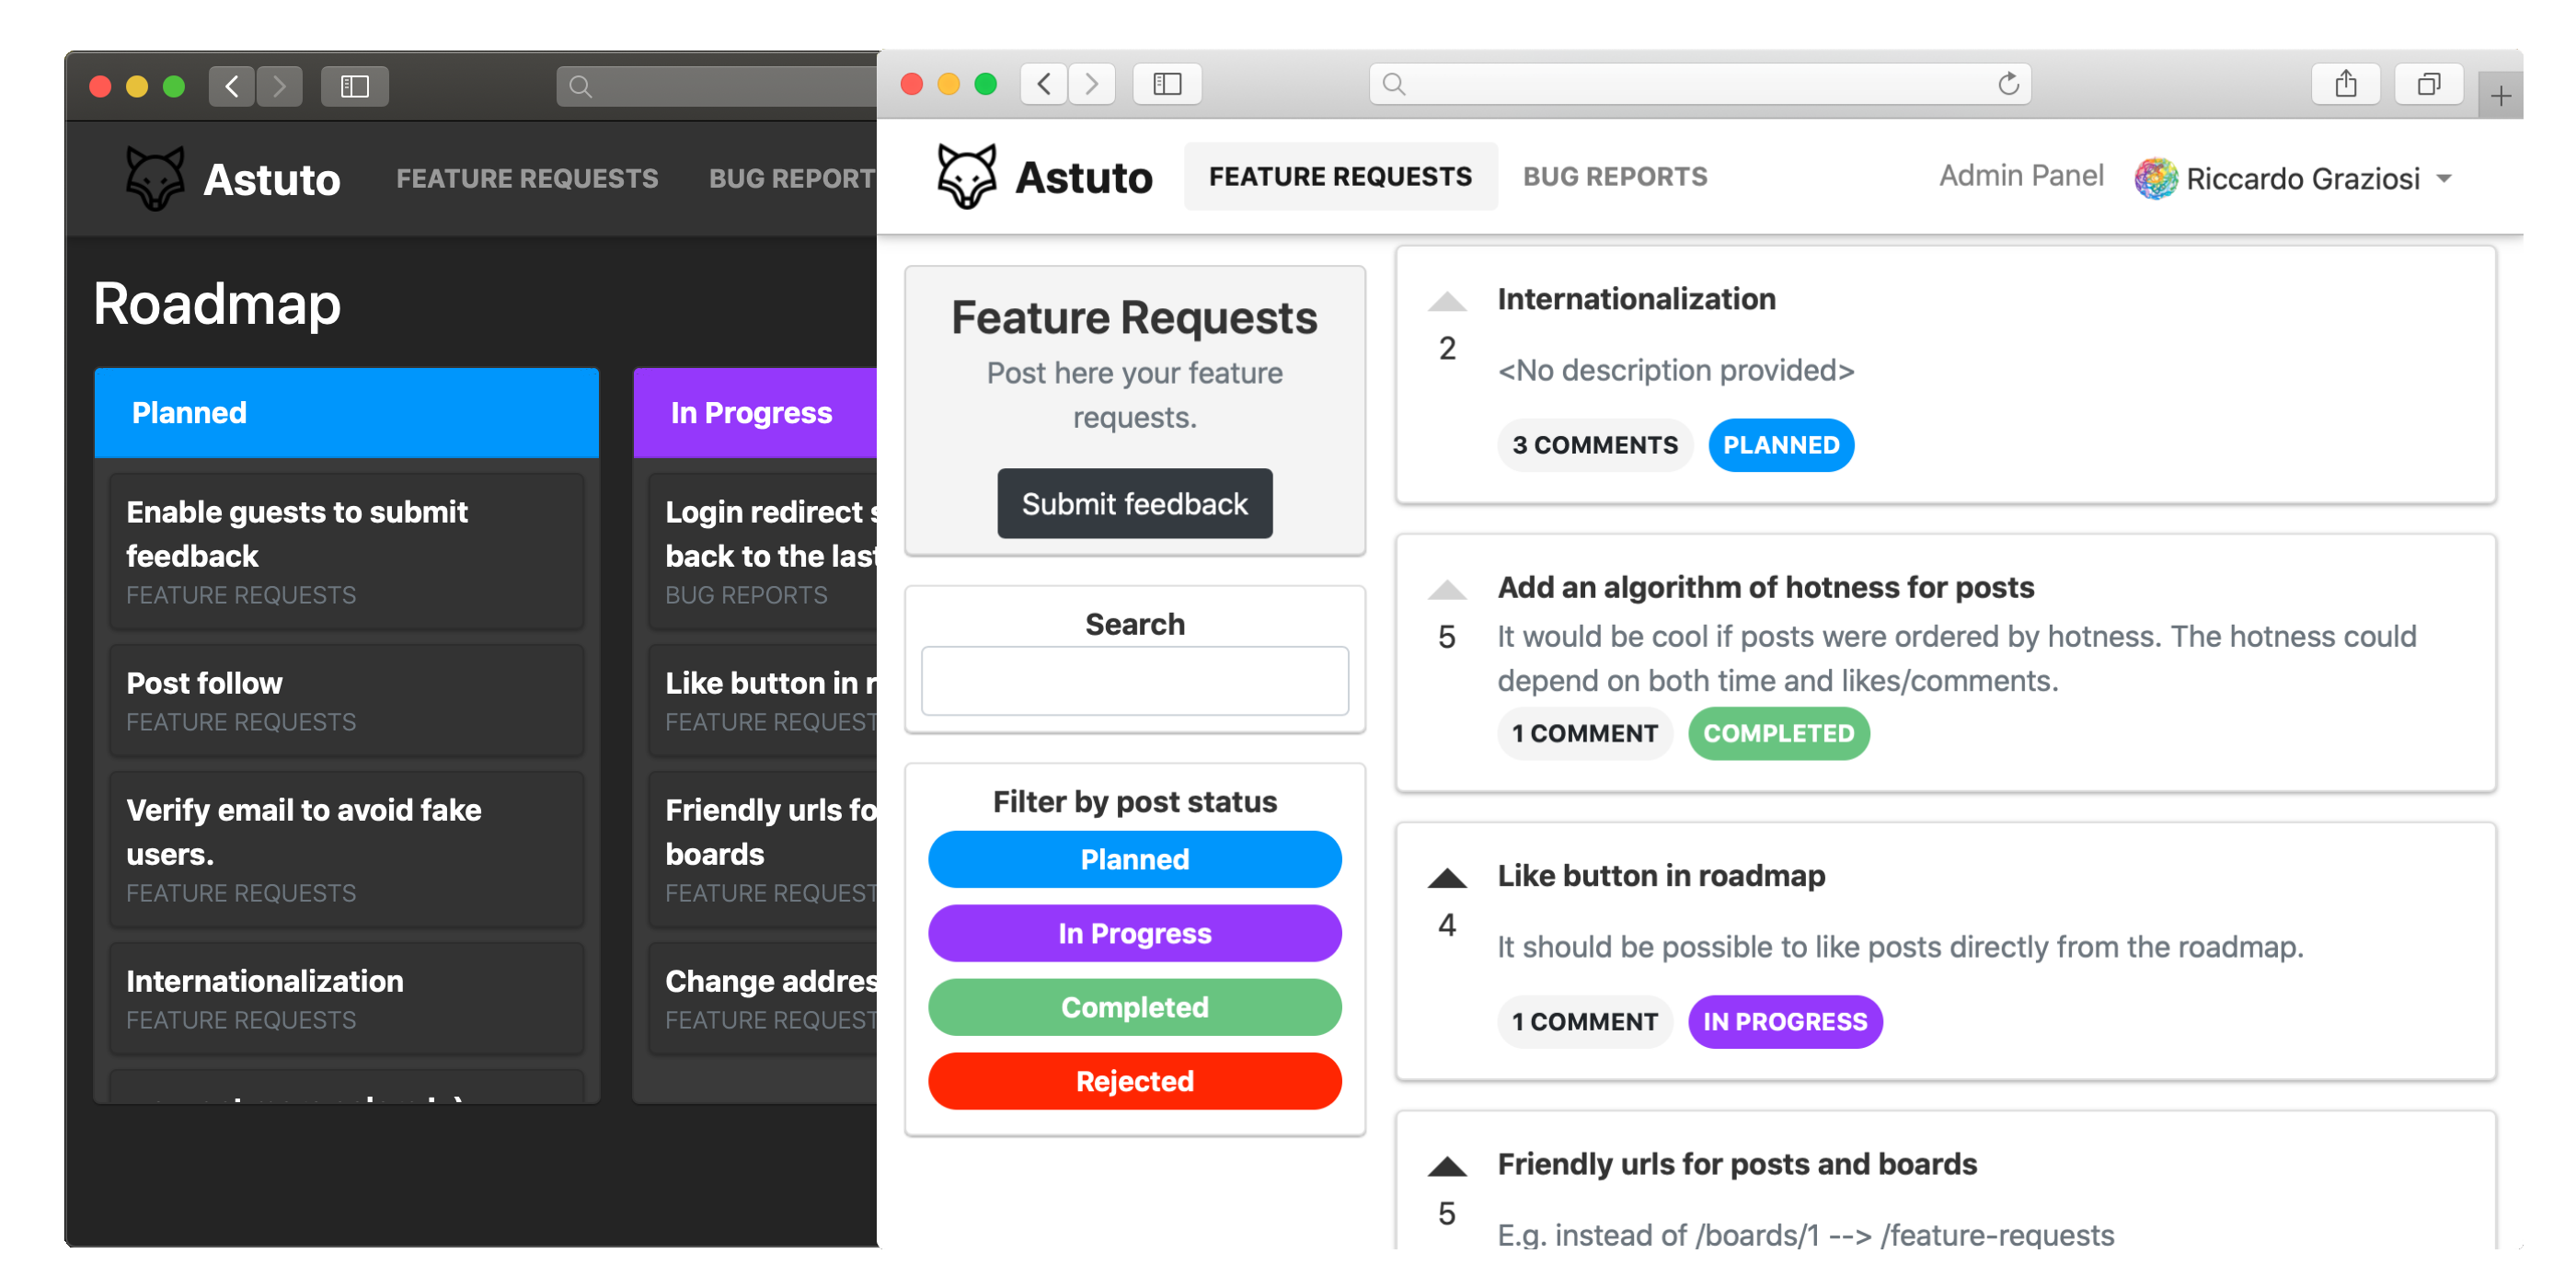 Astuto
FEATURE REQUESTS
BUG REPORT
Roadmap
Planned
Enable guests to submit
feedback
FEATURE REQUESTS
Post follow
FEATURE REQUESTS
Verify email to avoid fake
users.
FEATURE REQUESTS
Internationalization
FEATURE REQUESTS
In Progress
Login redirect
back to the last
BUG REPORTS
Like button in
FEATURE REQUEST
Friendly urls fo
boards
FEATURE REQUEST
Change addres
FEATURE REQUEST
Astuto
FEATURE REQUESTS
BUG REPORTS
Admin Panel
Riccardo Graziosi
Feature Requests
Post here your feature
requests.
Submit feedback
Search
Filter by post status
Planned
In Progress
Completed
Rejected
Internationalization
2
<No description provided>
3 COMMENTS
PLANNED
Add an algorithm of hotness for posts
5
It would be cool if posts were ordered by hotness. The hotness could
depend on both time and likes/comments.
1 COMMENT
COMPLETED
Like button in roadmap
4
It should be possible to like posts directly from the roadmap.
1 COMMENT
IN PROGRESS
Friendly urls for posts and boards
5
E.g. instead of /boards/1 --> /feature-requests